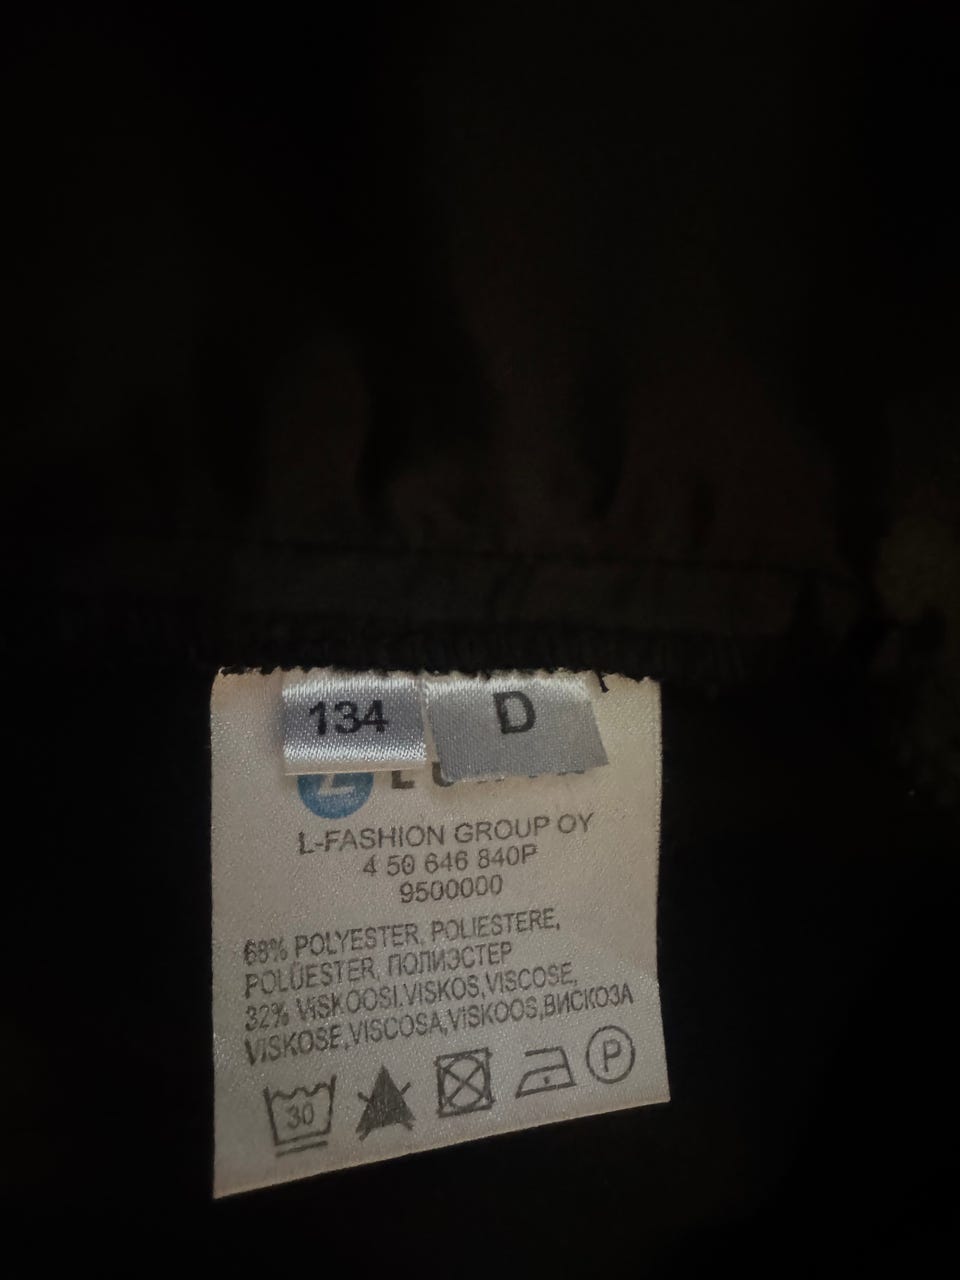 134
D
L-FASHION GROUP OY
4 50 646 840P
9500000
68% POLYESTER, POLIESTERE,
POLÜESTER, ПОЛИЭСТЕР
32% VISKOOSI.VISKOS,VISCOSE,
VISKOSE,VISCOSA,VISKOOS,ВИСКОЗА
30
P